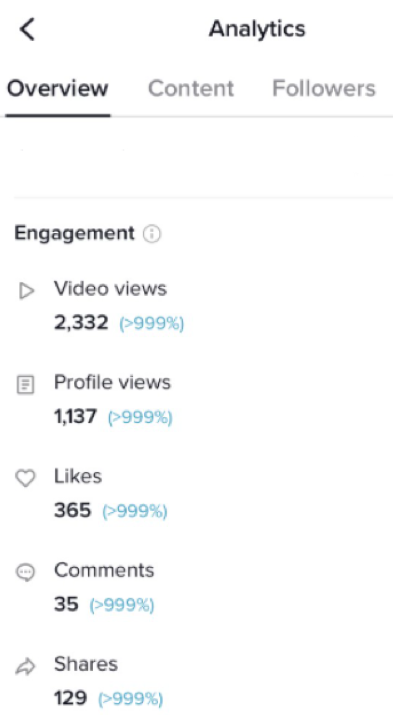 Analytics
Overview Content Followers
Engagement
Video views
2,332 (>999%)
Profile views
1,137 (>999%)
Likes
365 (>999%)
Comments
35 (>999%)
Shares
129 (>999%)